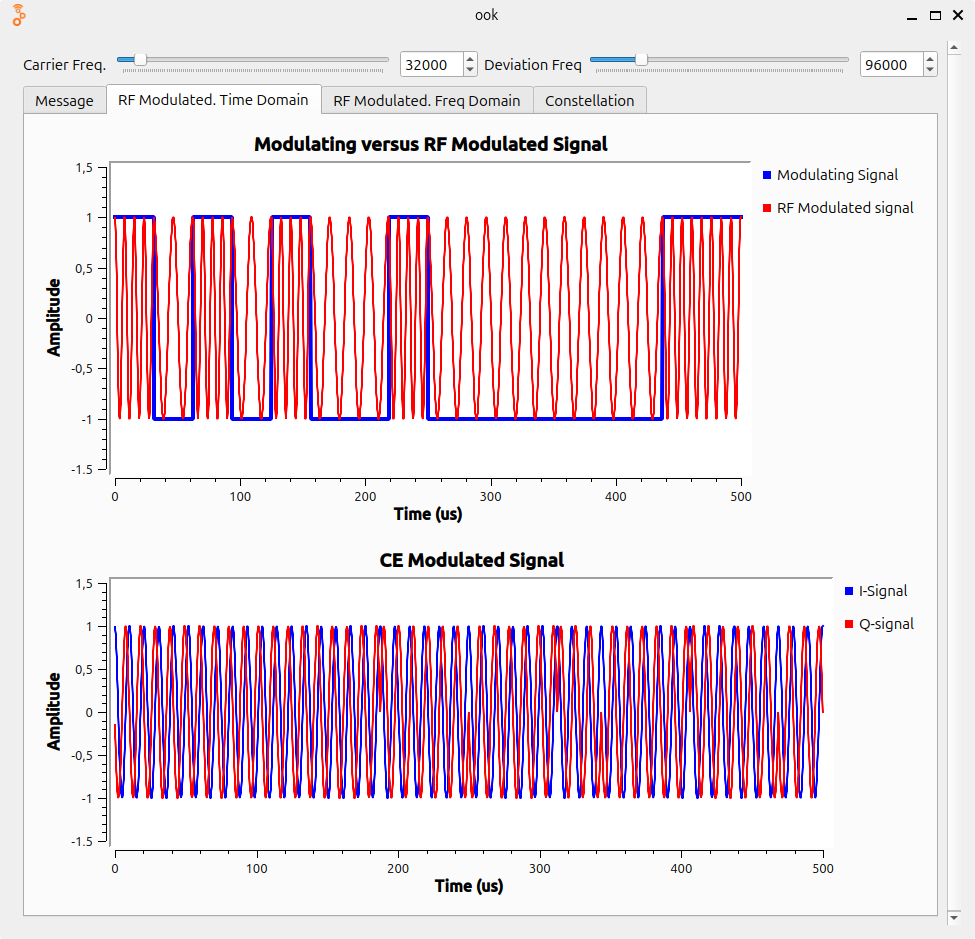 ook
Carrier Freq. 32000 Deviation Freq 96000
Message RF Modulated. Time Domain RF Modulated. Freq Domain Constellation
Modulating versus RF Modulated Signal
1,5
1
0,5
0
-0,5
-1
-1.5
Amplitude
0 100 200 300 400 500
Time (us)
Modulating Signal
RF Modulated signal
CE Modulated Signal
1,5
1
0,5
0
-0,5
-1
-1.5
Amplitude
0 100 200 300 400 500
Time (us)
I-Signal
Q-signal